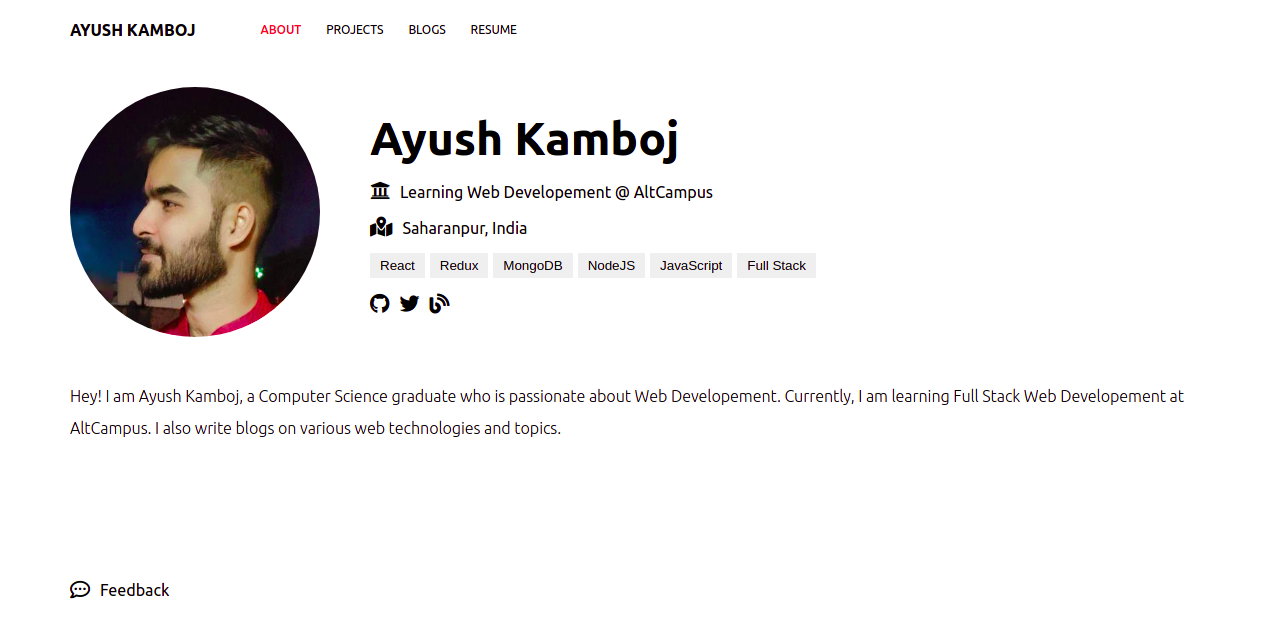 AYUSH KAMBOJ ABOUT PROJECTS BLOGS RESUME
Ayush Kamboj
Learning Web Developement @ AltCampus
Saharanpur, India
React Redux MongoDB NodeJS JavaScript Full Stack
Hey! I am Ayush Kamboj, a Computer Science graduate who is passionate about Web Developement. Currently, I am learning Full Stack Web Developement at
AltCampus. I also write blogs on various web technologies and topics.
Feedback